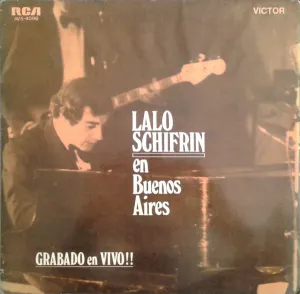 RCA
VICTOR
LALO
SCHIFRIN
en
Buenos
Aires
GRABADO en VIVO!!